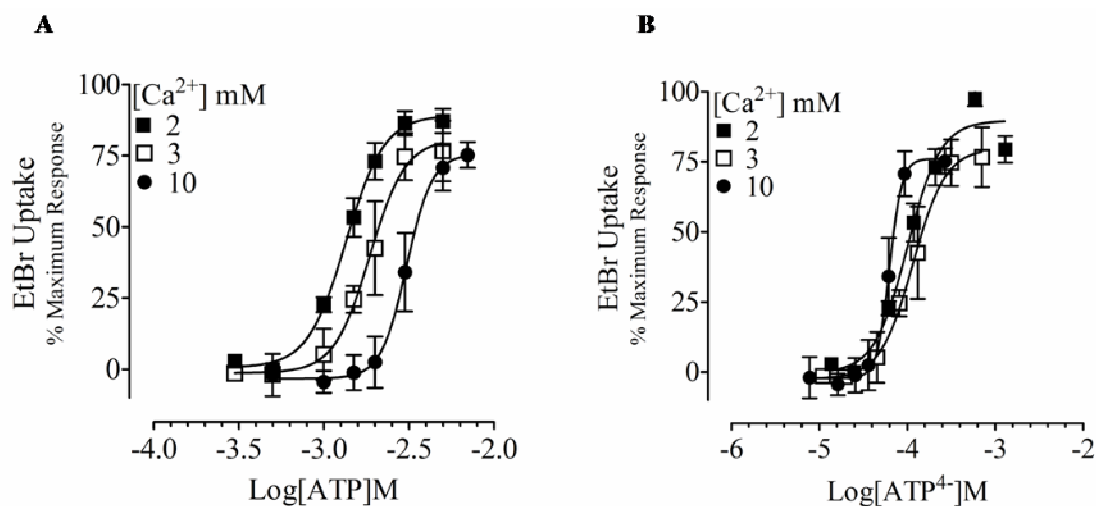 A
100
75
50
25
0
EtBr Uptake
% Maximum Response
[Ca²⁺] mM
2
3
10
-4.0 -3.5 -3.0 -2.5 -2.0
Log[ATP]M
B
100
75
50
25
0
EtBr Uptake
% Maximum Response
[Ca²⁺] mM
2
3
10
-6 -5 -4 -3 -2
Log[ATP⁴⁻]M